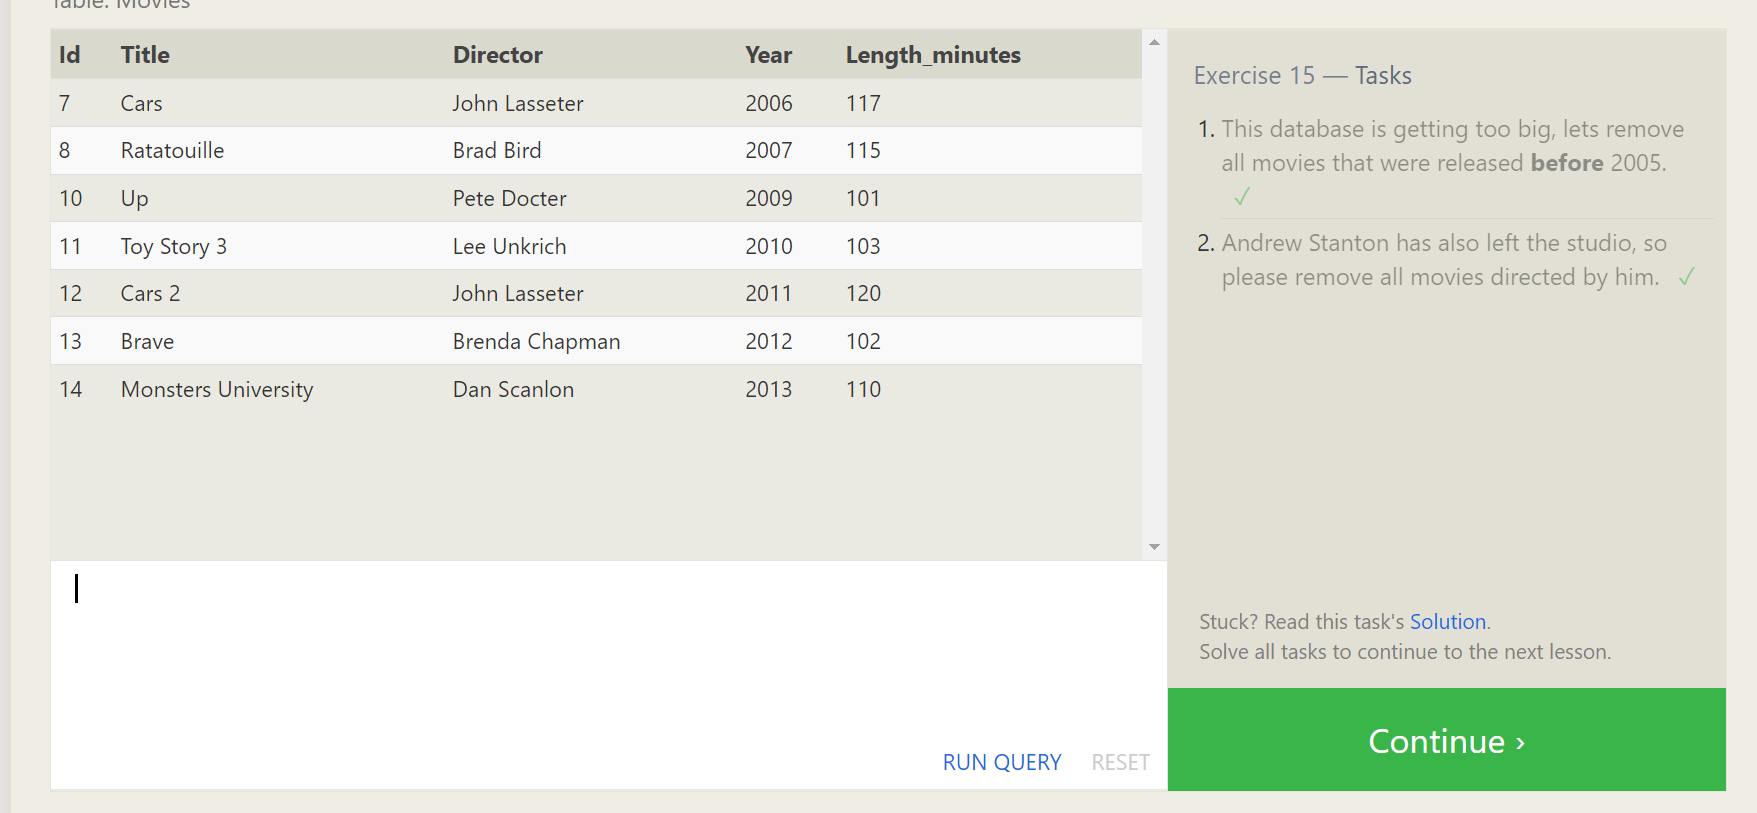 Table: Movies
Id Title Director Year Length_minutes
7 Cars John Lasseter 2006 117
8 Ratatouille Brad Bird 2007 115
10 Up Pete Docter 2009 101
11 Toy Story 3 Lee Unkrich 2010 103
12 Cars 2 John Lasseter 2011 120
13 Brave Brenda Chapman 2012 102
14 Monsters University Dan Scanlon 2013 110
RUN QUERY RESET
Exercise 15 — Tasks
1. This database is getting too big, lets remove
all movies that were released before 2005.
✓
2. Andrew Stanton has also left the studio, so
please remove all movies directed by him. ✓
Stuck? Read this task's Solution.
Solve all tasks to continue to the next lesson.
Continue ›